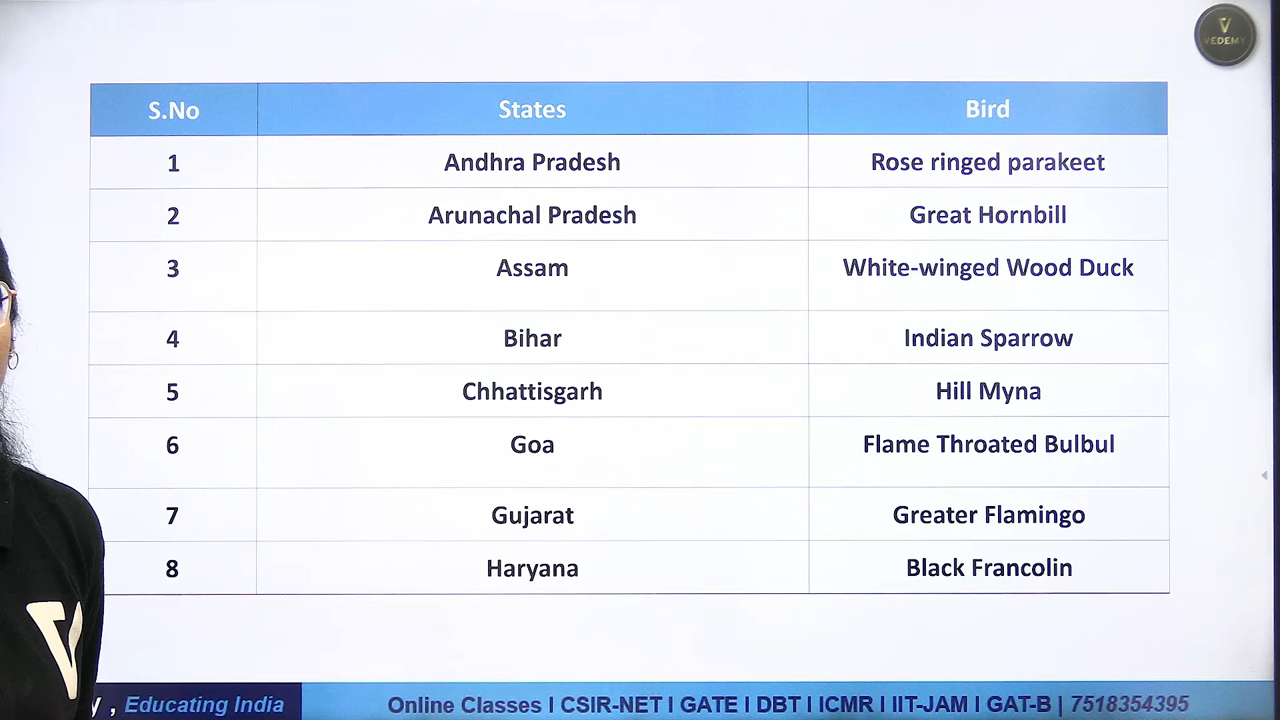 VEDEMY
S.No States Bird
1 Andhra Pradesh Rose ringed parakeet
2 Arunachal Pradesh Great Hornbill
3 Assam White-winged Wood Duck
4 Bihar Indian Sparrow
5 Chhattisgarh Hill Myna
6 Goa Flame Throated Bulbul
7 Gujarat Greater Flamingo
8 Haryana Black Francolin
y , Educating India Online Classes I CSIR-NET I GATE I DBT I ICMR I IIT-JAM I GAT-B | 7518354395